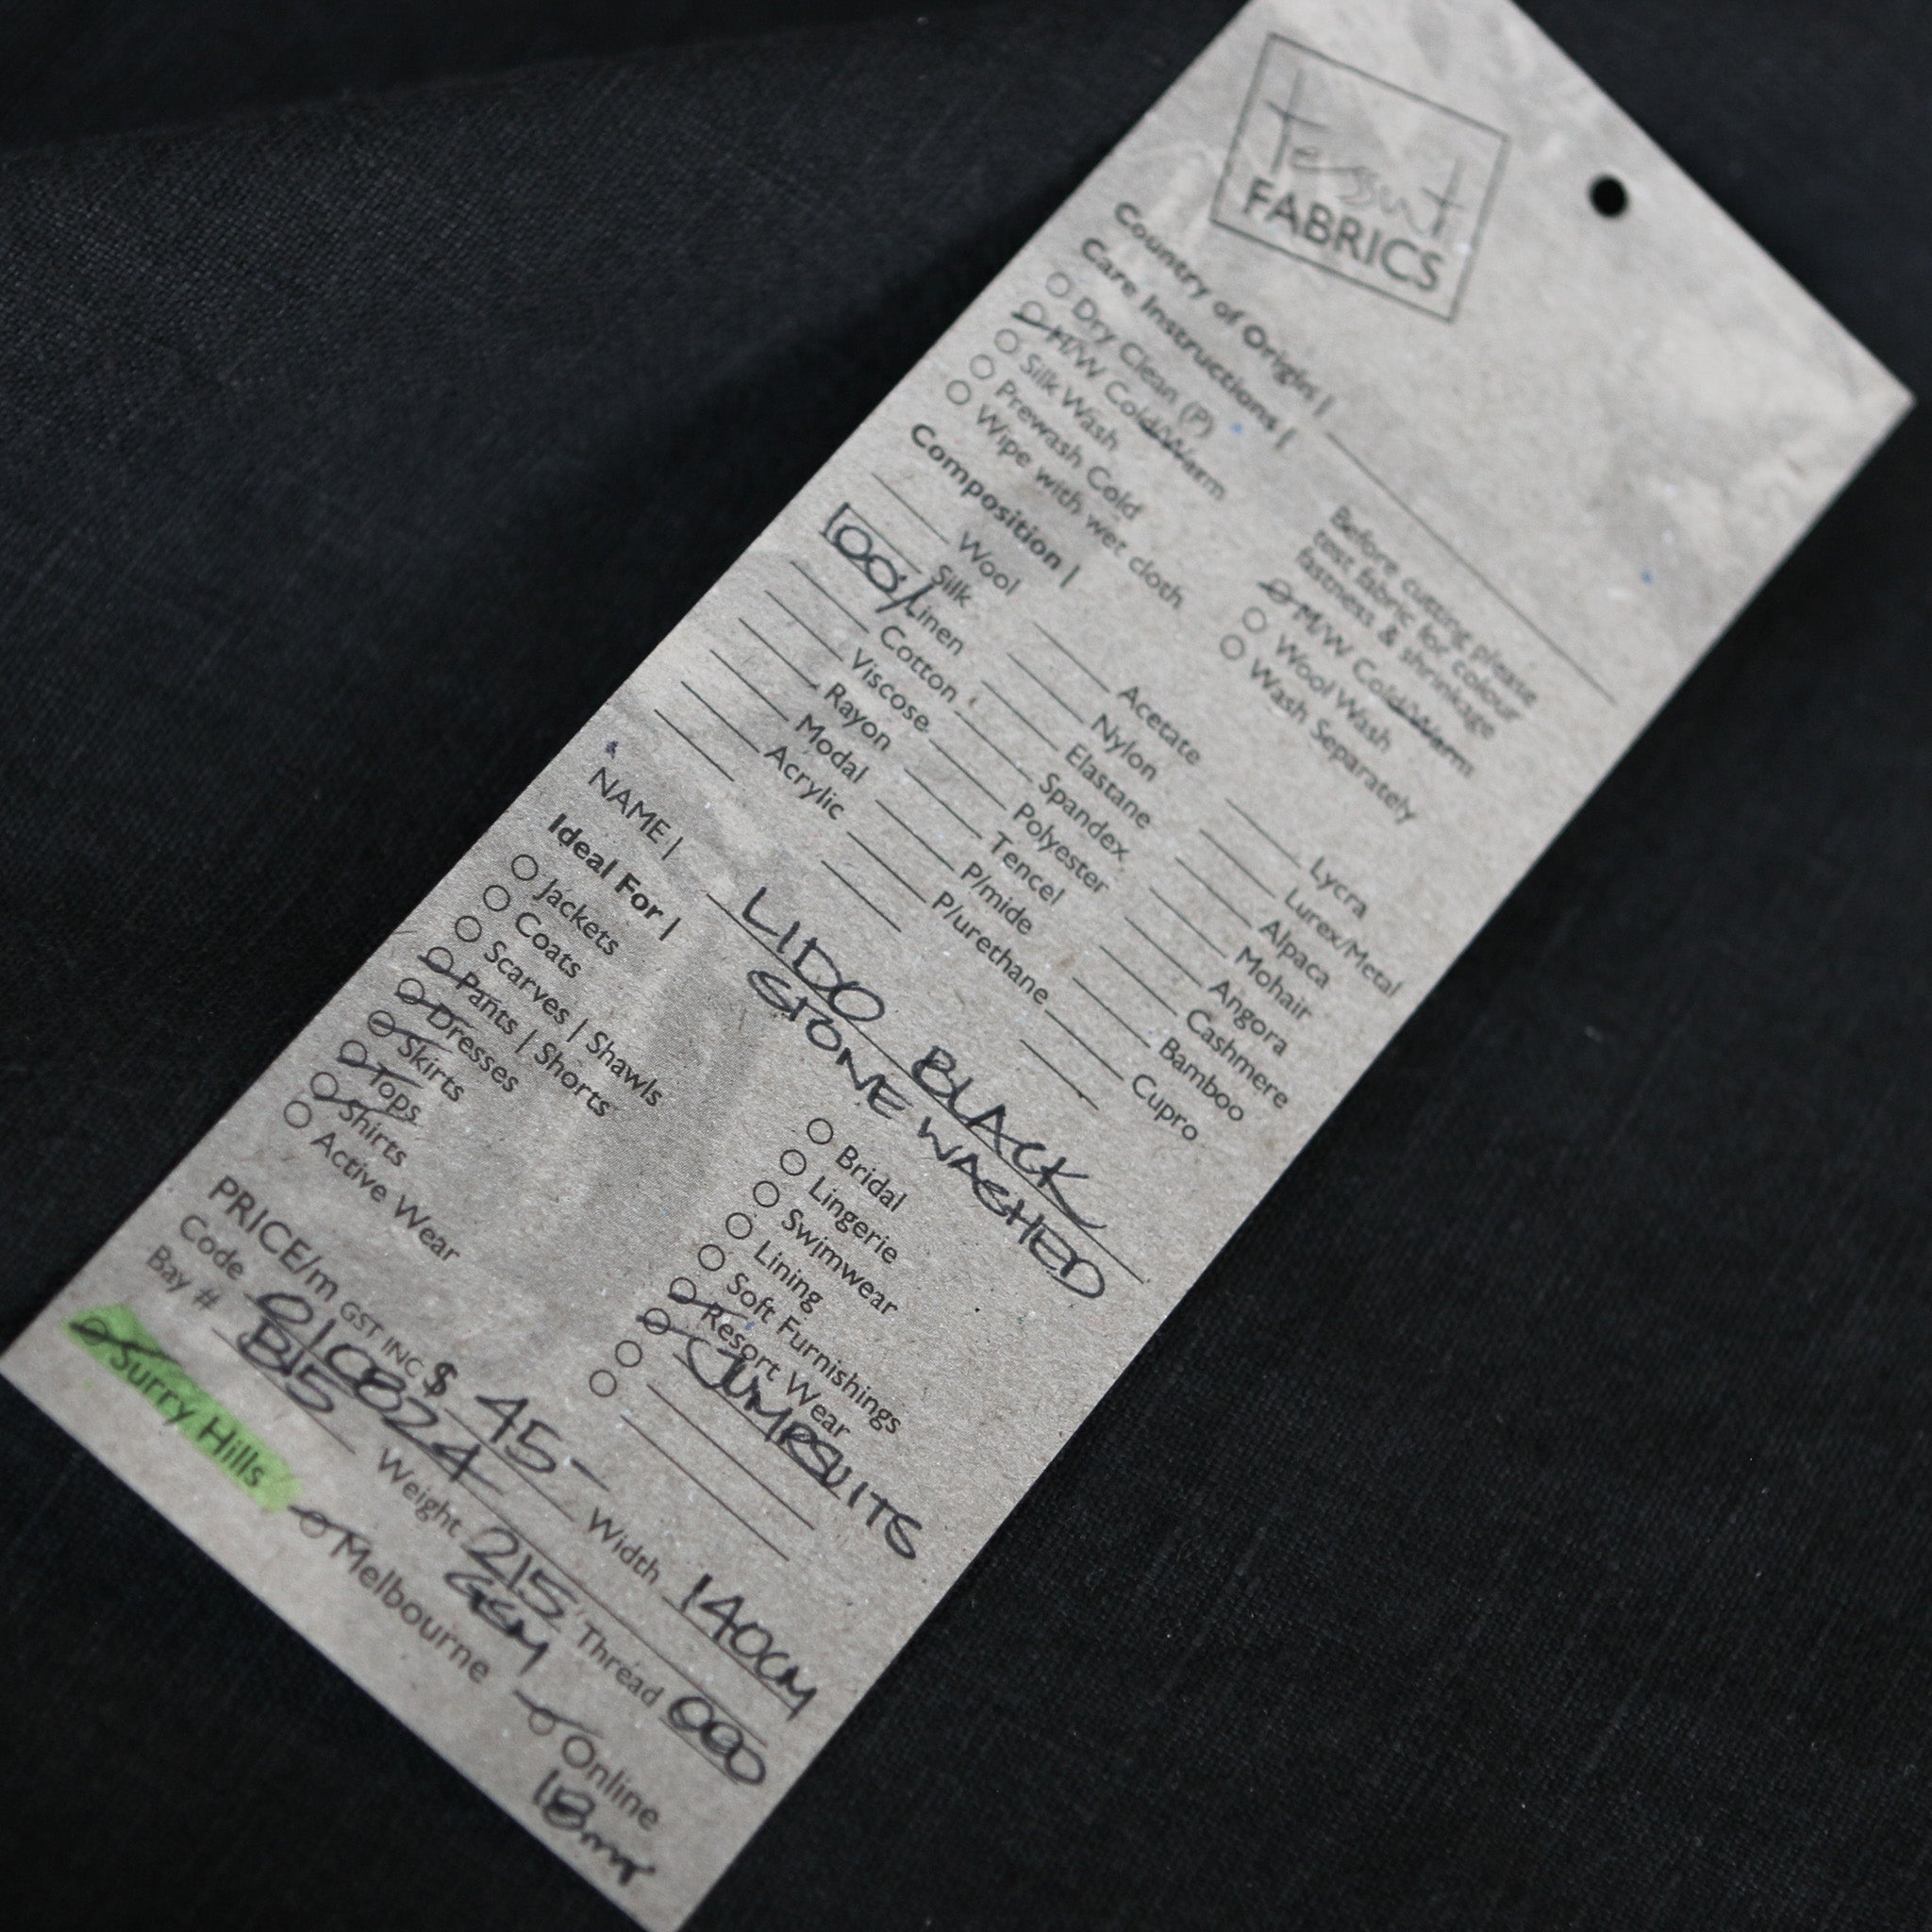 Tessuti
FABRICS
Country of Origin |
Care Instructions |
Before cutting please
test fabric for colour
fastness & shrinkage
Dry Clean (P)
H/W Cold/Warm
Silk Wash
Prewash Cold
Wipe with wet cloth
M/W Cold/Warm
Wool Wash
Wash Separately
Composition |
Wool
Silk
100% Linen
Cotton
Viscose
Rayon
Modal
Acrylic
Acetate
Nylon
Elastane
Spandex
Polyester
Tencel
P/mide
P/urethane
Lycra
Lurex/Metal
Alpaca
Mohair
Angora
Cashmere
Bamboo
Cupro
NAME | LIDO BLACK
STONE WASHED
Ideal For |
Jackets
Coats
Scarves | Shawls
Pants | Shorts
Dresses
Skirts
Tops
Shirts
Active Wear
Bridal
Lingerie
Swimwear
Lining
Soft Furnishings
Resort Wear
JUMPSUITS
PRICE/m GST INC $ 45- Width 140CM
Code
Bay # B15 Weight 215 GSM Thread
Surry Hills Melbourne Online